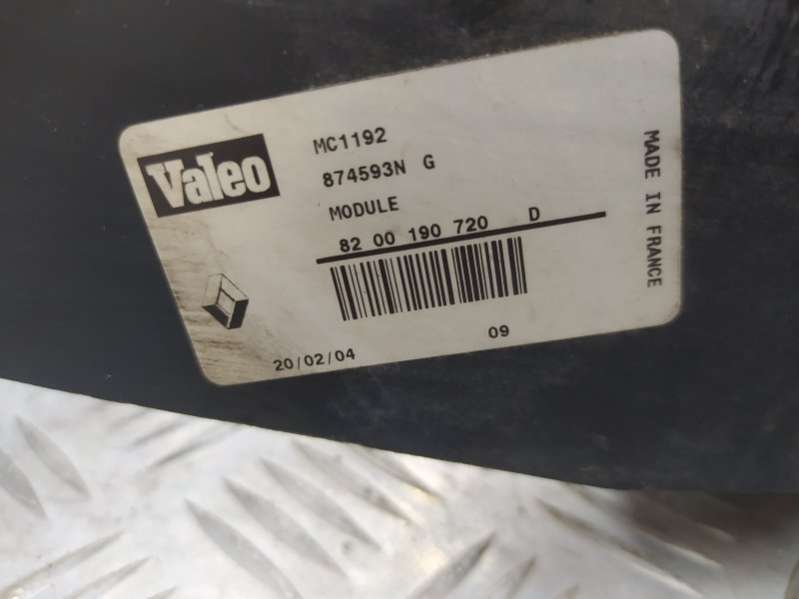 Valeo
MC1192
874593N G
MODULE
82 00 190 720 D
20/02/04
09
MADE IN FRANCE